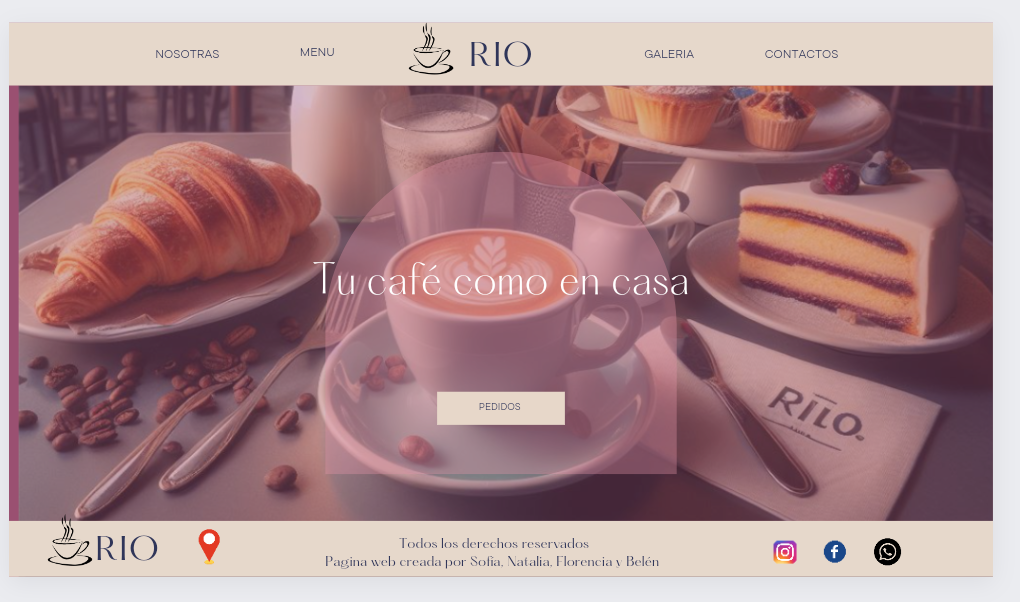 NOSOTRAS
MENU
RIO
GALERIA
CONTACTOS
Tu café como en casa
PEDIDOS
RILO
RIO
Todos los derechos reservados
Pagina web creada por Sofia, Natalia, Florencia y Belén